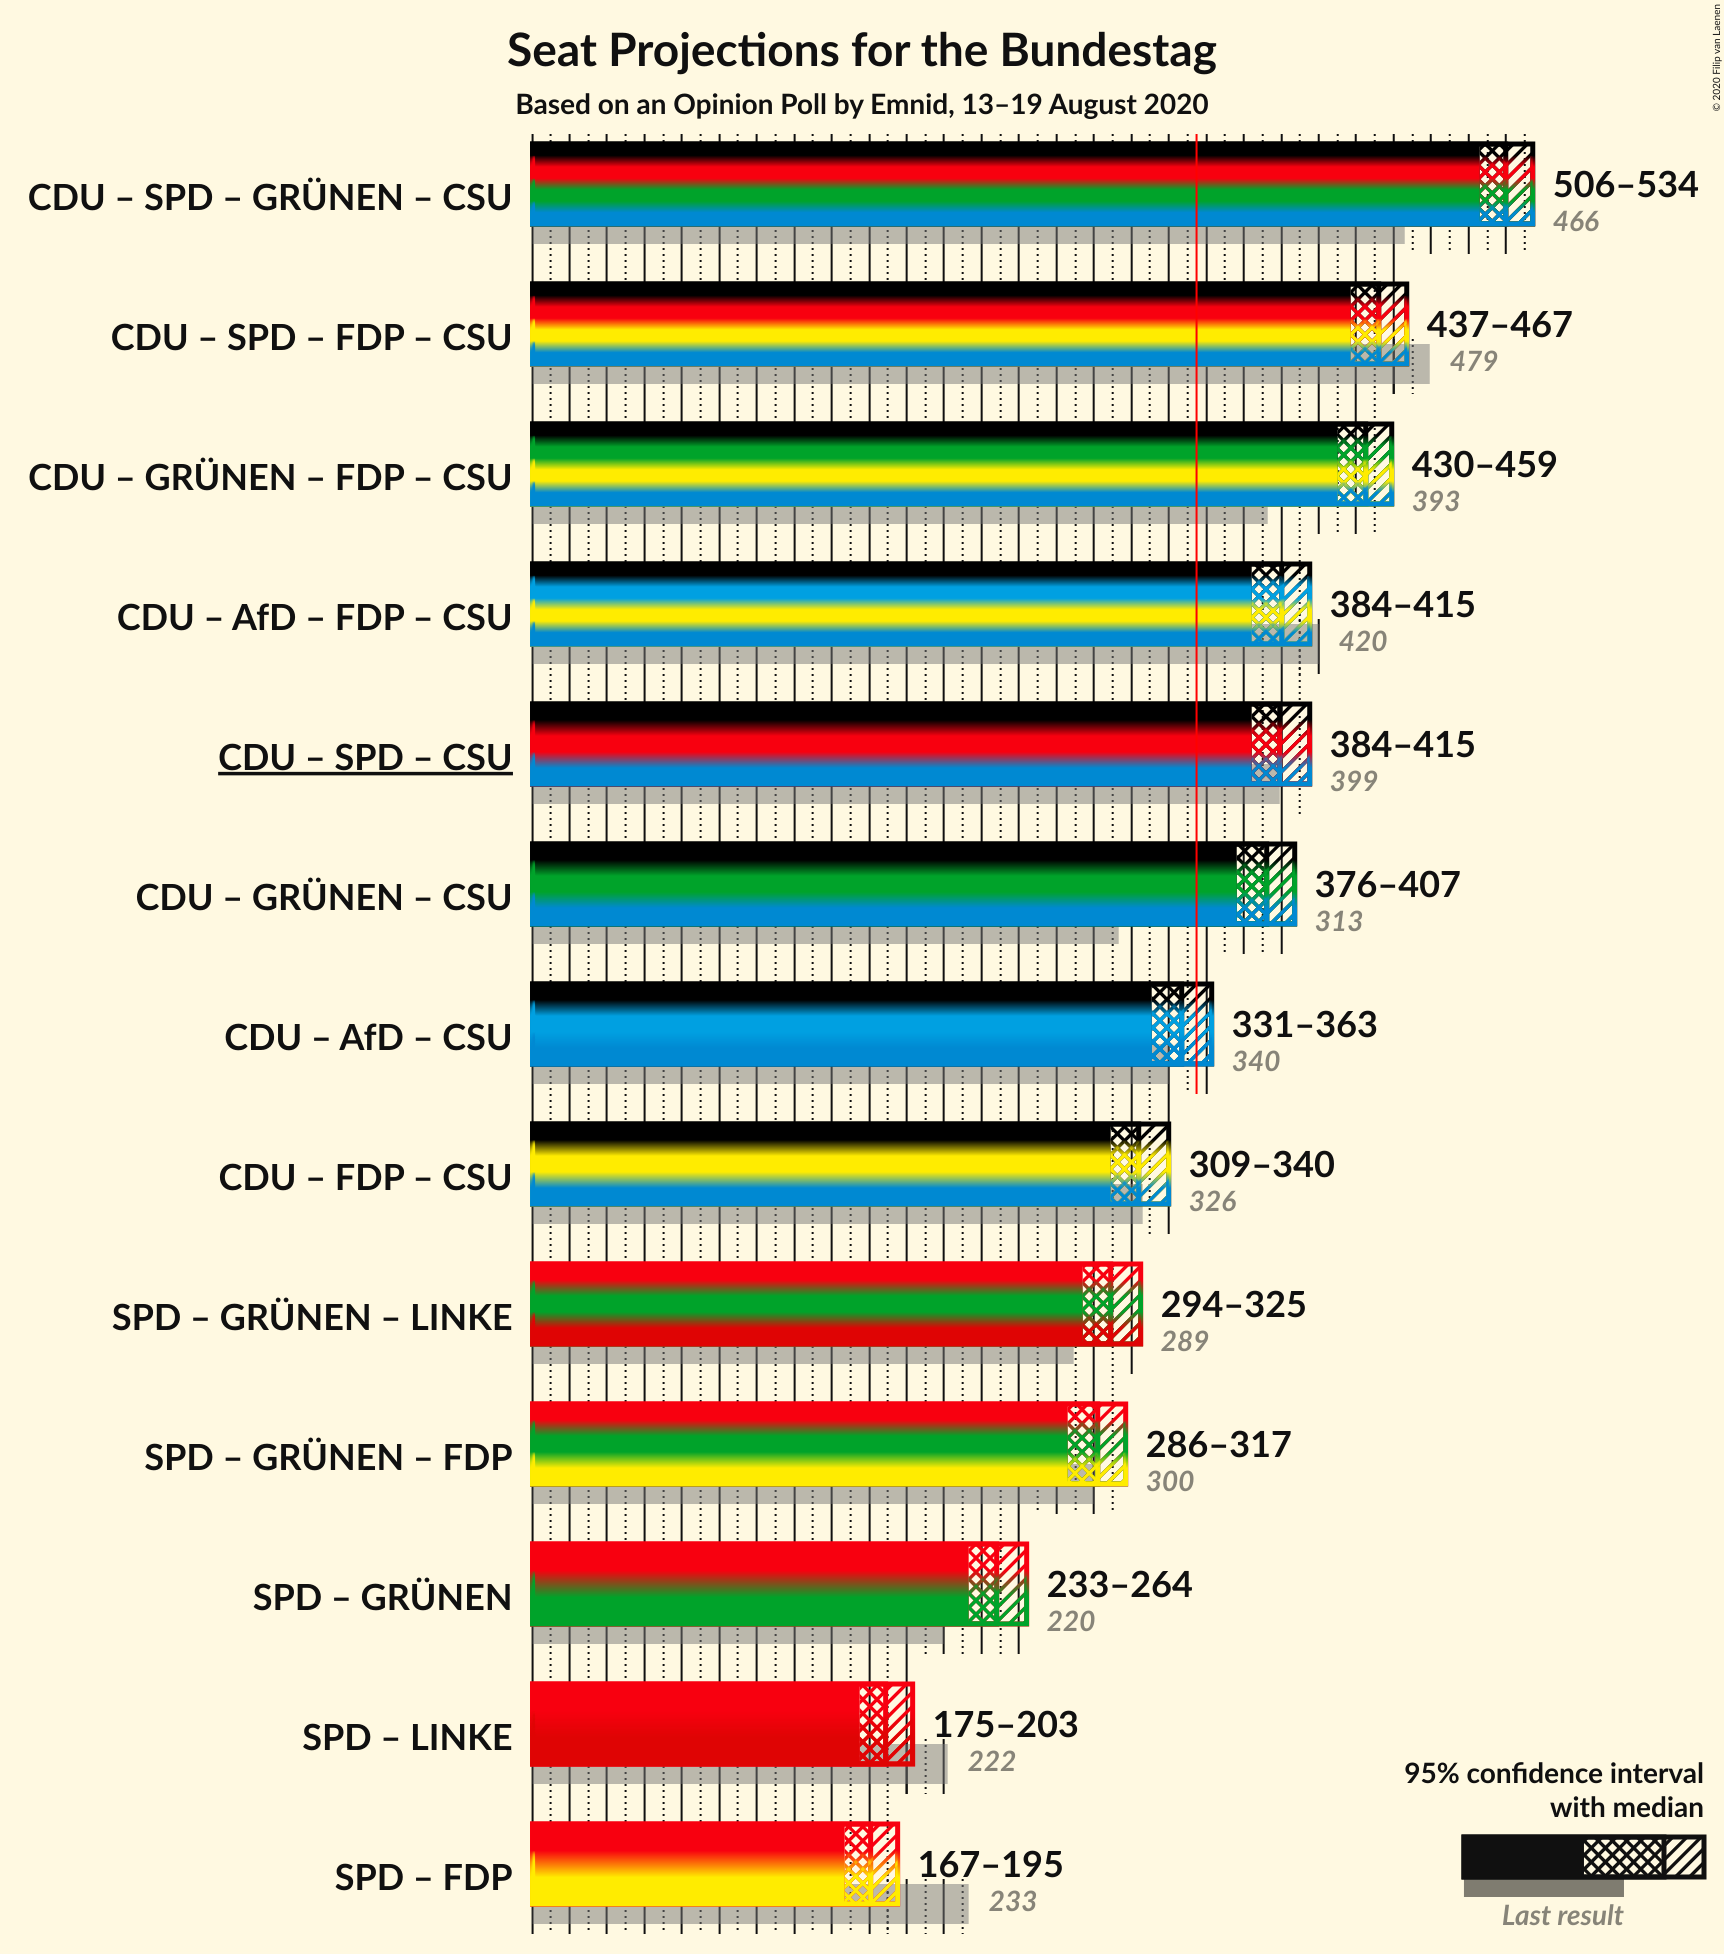 Seat Projections for the Bundestag
Based on an Opinion Poll by Emnid, 13–19 August 2020
© 2020 Filip van Laenen
CDU – SPD – GRÜNEN – CSU
506–534
466
CDU – SPD – FDP – CSU
437–467
479
CDU – GRÜNEN – FDP – CSU
430–459
393
CDU – AfD – FDP – CSU
384–415
420
CDU – SPD – CSU
384–415
399
CDU – GRÜNEN – CSU
376–407
313
CDU – AfD – CSU
331–363
340
CDU – FDP – CSU
309–340
326
SPD – GRÜNEN – LINKE
294–325
289
SPD – GRÜNEN – FDP
286–317
300
SPD – GRÜNEN
233–264
220
SPD – LINKE
175–203
222
SPD – FDP
167–195
233
95% confidence interval
with median
Last result